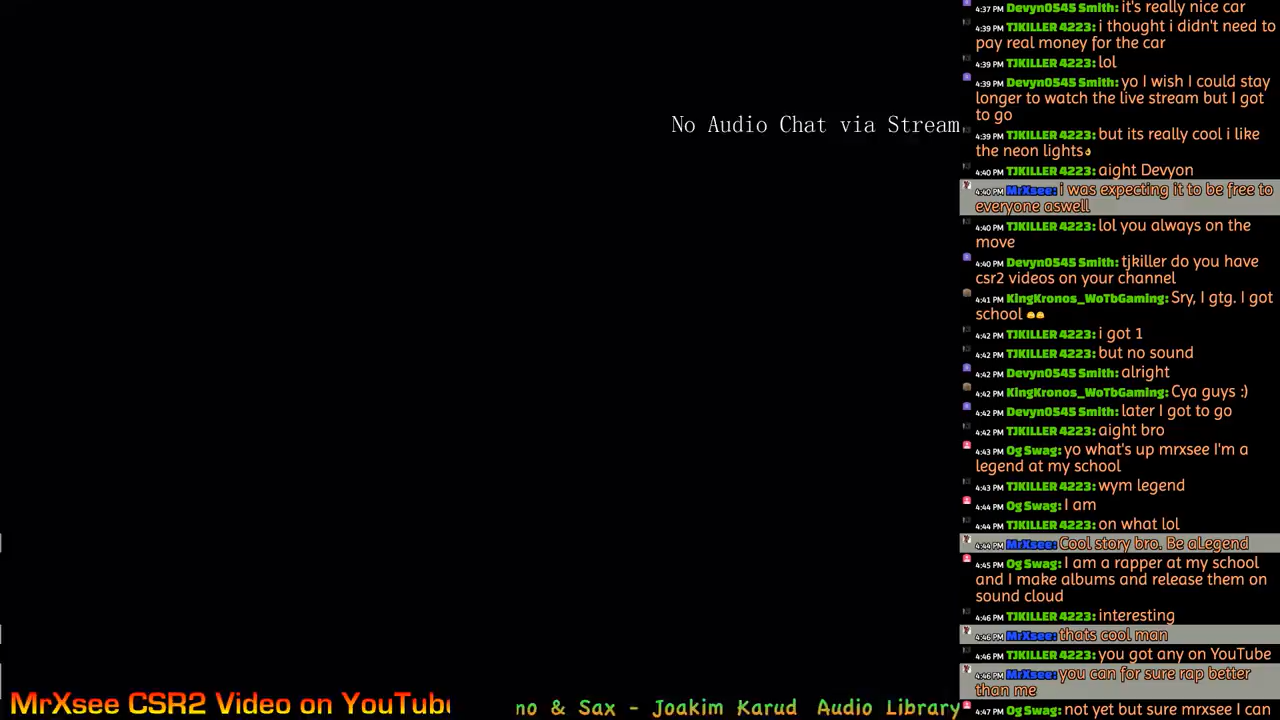 No Audio Chat via Stream
4:37 PM Devyn0545 Smith: it's really nice car
4:39 PM TJKILLER 4223: i thought i didn't need to
pay real money for the car
4:39 PM TJKILLER 4223: lol
4:39 PM Devyn0545 Smith: yo I wish I could stay
longer to watch the live stream but I got
to go
4:39 PM TJKILLER 4223: but its really cool i like
the neon lights
4:40 PM TJKILLER 4223: aight Devyon
4:40 PM MrXsee: i was expecting it to be free to
everyone aswell
4:40 PM TJKILLER 4223: lol you always on the
move
4:40 PM Devyn0545 Smith: tjkiller do you have
csr2 videos on your channel
4:41 PM KingKronos_WoTbGaming: Sry, I gtg. I got
school
4:42 PM TJKILLER 4223: i got 1
4:42 PM TJKILLER 4223: but no sound
4:42 PM Devyn0545 Smith: alright
4:42 PM KingKronos_WoTbGaming: Cya guys :)
4:42 PM Devyn0545 Smith: later I got to go
4:42 PM TJKILLER 4223: aight bro
4:43 PM Og Swag: yo what's up mrxsee I'm a
legend at my school
4:43 PM TJKILLER 4223: wym legend
4:44 PM Og Swag: I am
4:44 PM TJKILLER 4223: on what lol
4:44 PM MrXsee: Cool story bro. Be aLegend
4:45 PM Og Swag: I am a rapper at my school
and I make albums and release them on
sound cloud
4:46 PM TJKILLER 4223: interesting
4:46 PM MrXsee: thats cool man
4:46 PM TJKILLER 4223: you got any on YouTube
4:46 PM MrXsee: you can for sure rap better
than me
4:47 PM Og Swag: not yet but sure mrxsee I can
MrXsee CSR2 Video on YouTub
no & Sax - Joakim Karud Audio Library